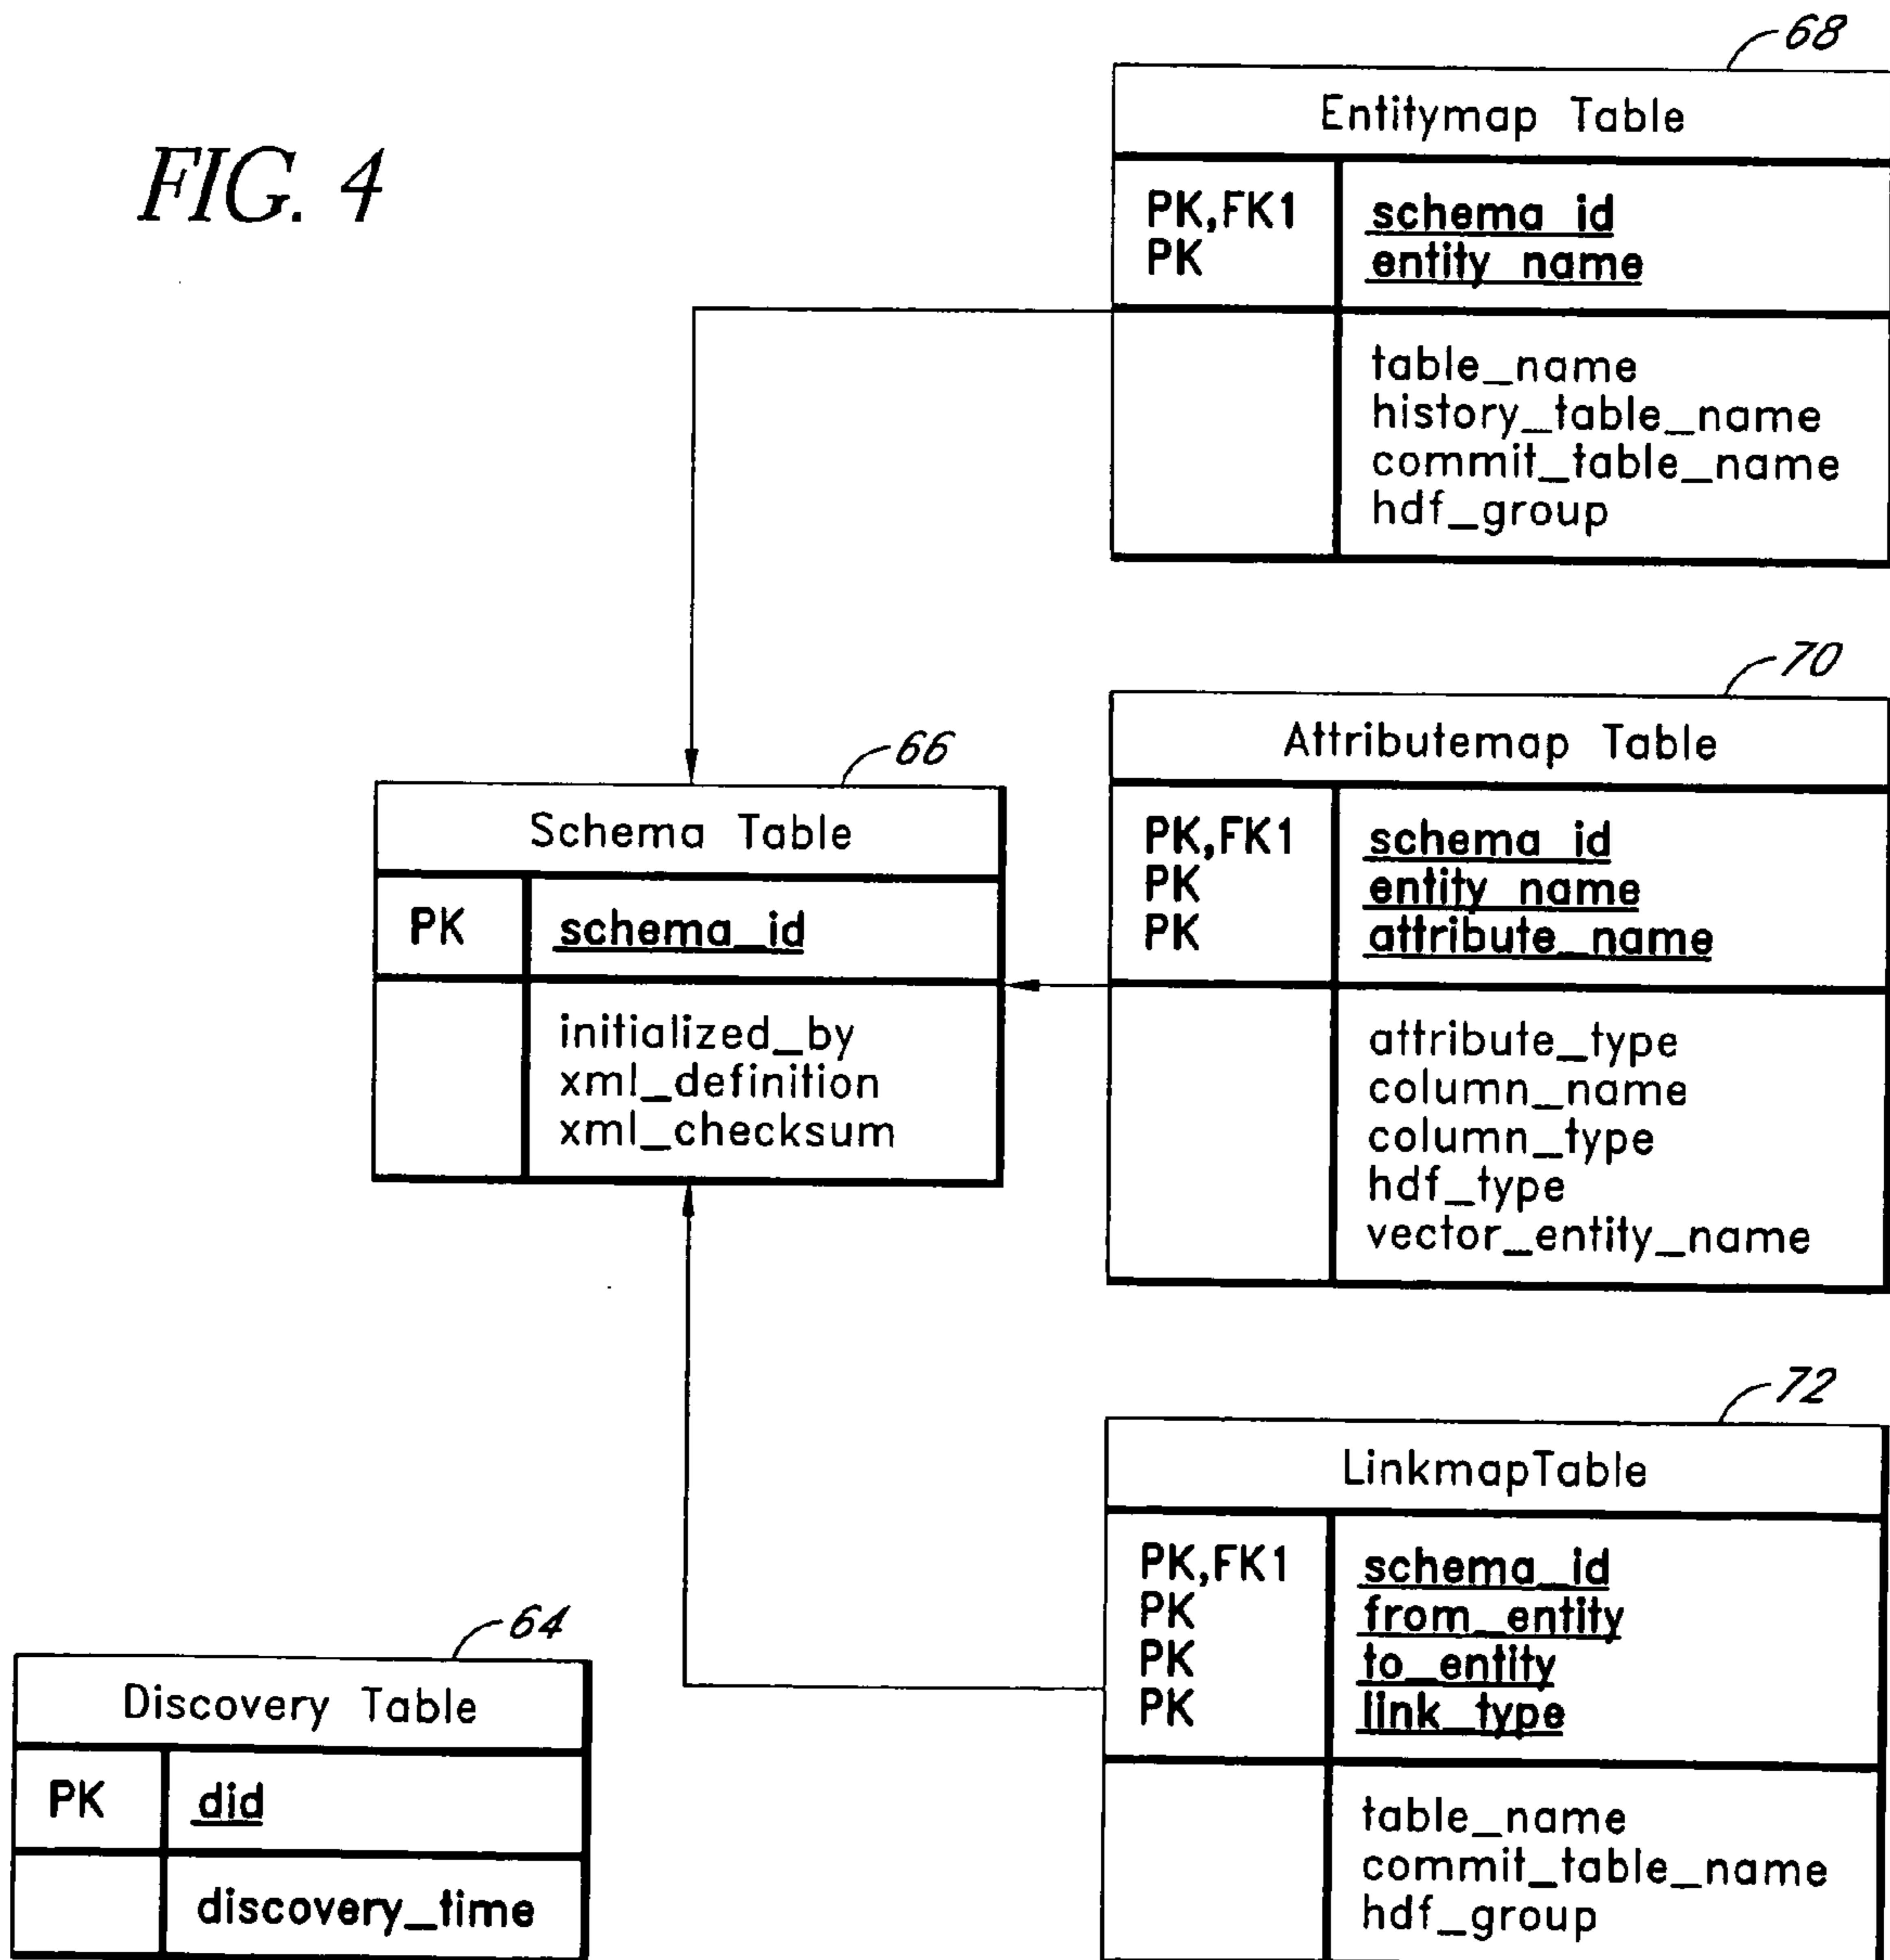 FIG. 4
68
Entitymap Table
PK,FK1 schema_id
PK entity_name
table_name
history_table_name
commit_table_name
hdf_group
70
Attributemap Table
PK,FK1 schema_id
PK entity_name
PK attribute_name
attribute_type
column_name
column_type
hdf_type
vector_entity_name
66
Schema Table
PK schema_id
initialized_by
xml_definition
xml_checksum
72
LinkmapTable
PK,FK1 schema_id
PK from_entity
PK to_entity
PK link_type
table_name
commit_table_name
hdf_group
64
Discovery Table
PK did
discovery_time